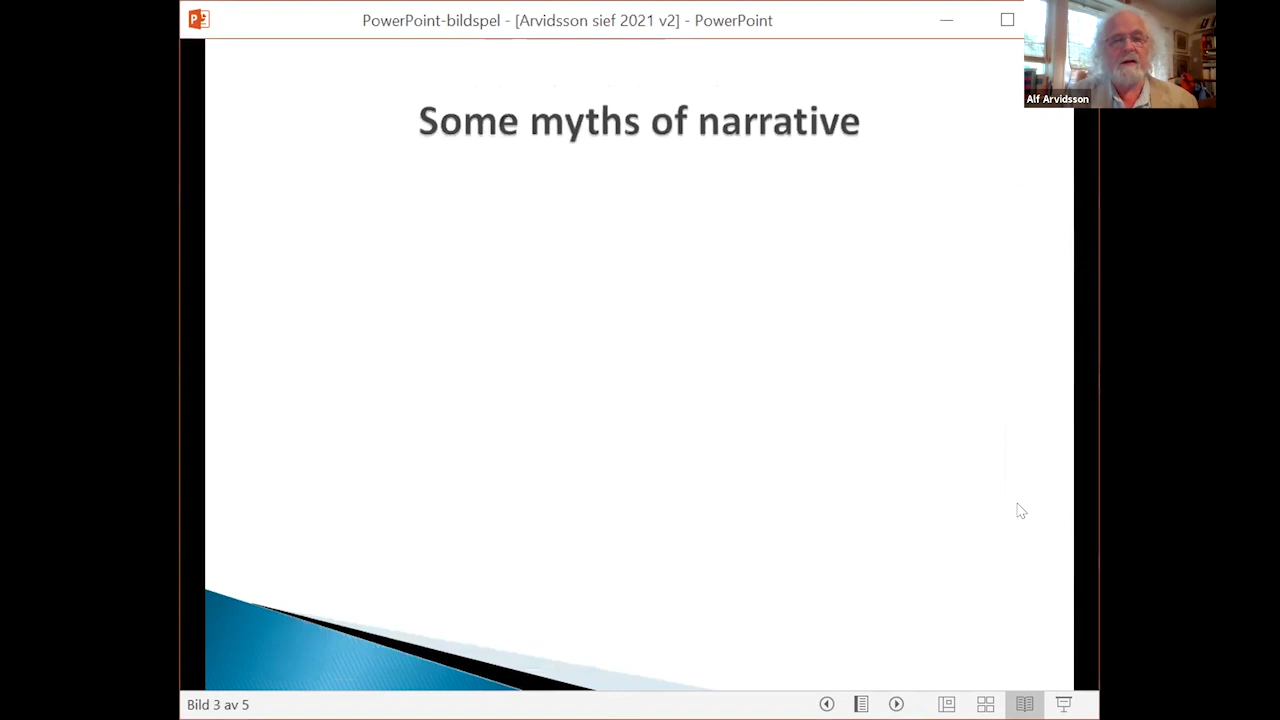 PowerPoint-bildspel - [Arvidsson sief 2021 v2] - PowerPoint
Alf Arvidsson
Some myths of narrative
Bild 3 av 5